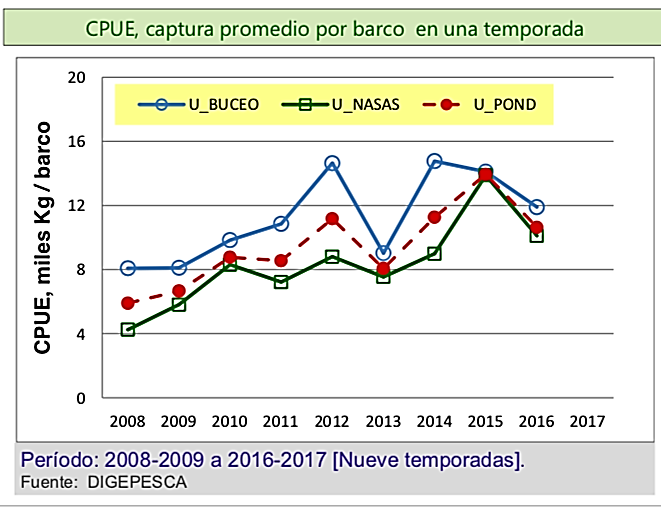 CPUE, captura promedio por barco en una temporada
20
U_BUCEO U_NASAS U_POND
16
12
8
4
0
CPUE, miles Kg / barco
2008 2009 2010 2011 2012 2013 2014 2015 2016 2017
Período: 2008-2009 a 2016-2017 [Nueve temporadas].
Fuente: DIGEPESCA